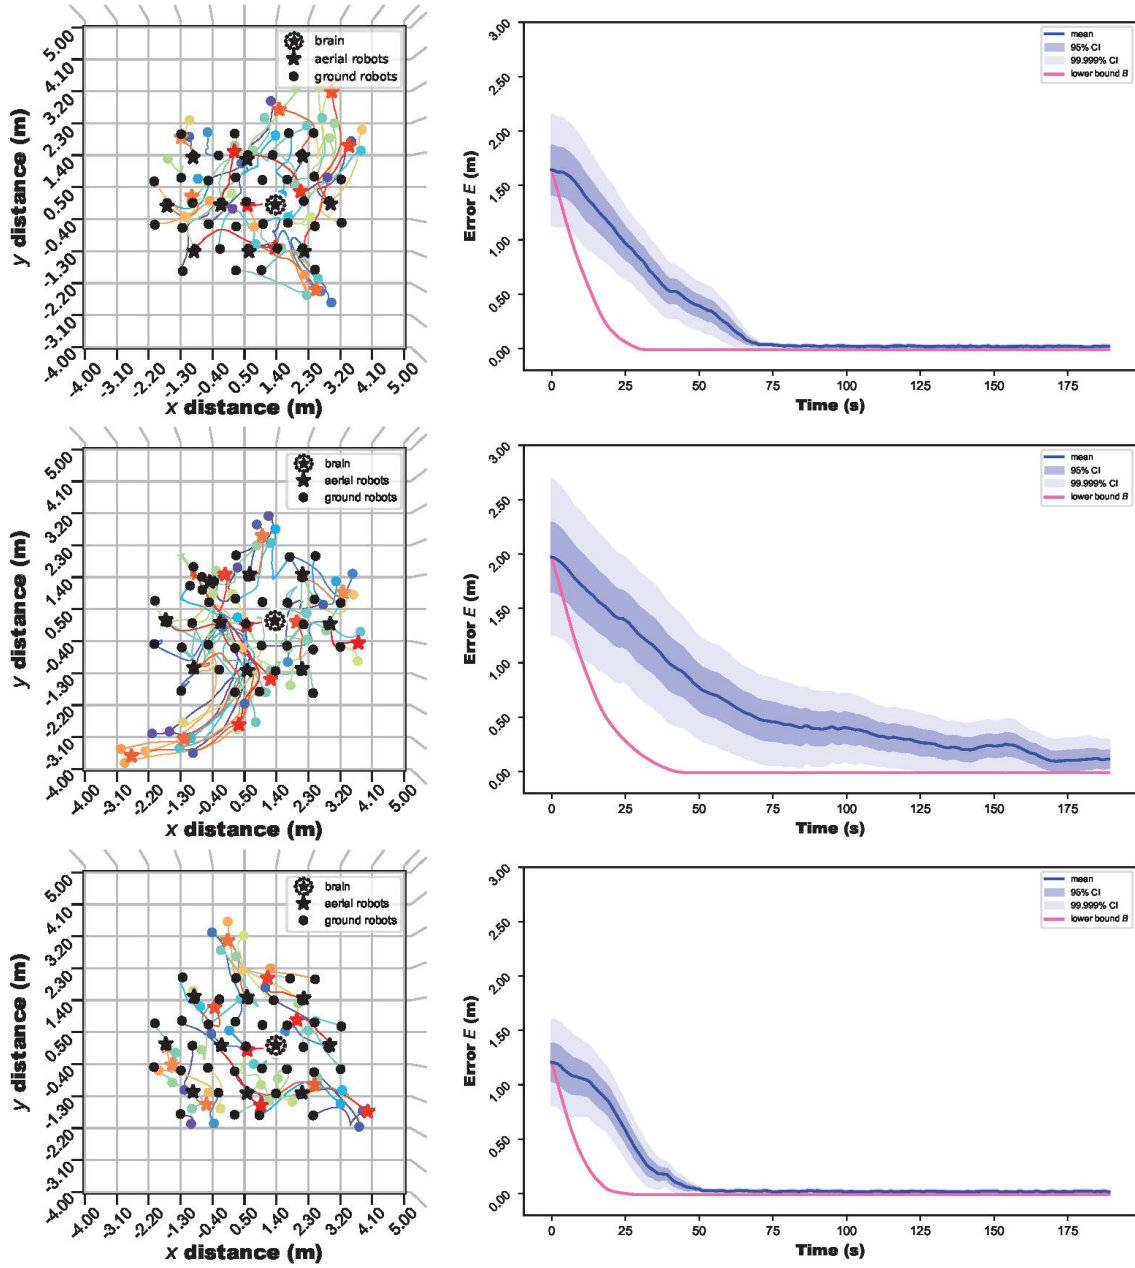 brain
aerial robots
ground robots
5.00
4.10
3.20
2.30
1.40
0.50
-0.40
-1.30
-2.20
-3.10
-4.00
y distance (m)
-4.00 -3.10 -2.20 -1.30 -0.40 0.50 1.40 2.30 3.20 4.10 5.00
x distance (m)
mean
95% CI
99.999% CI
lower bound B
3.00
2.50
2.00
1.50
1.00
0.50
0.00
Error E (m)
0 25 50 75 100 125 150 175
Time (s)
brain
aerial robots
ground robots
5.00
4.10
3.20
2.30
1.40
0.50
-0.40
-1.30
-2.20
-3.10
-4.00
y distance (m)
-4.00 -3.10 -2.20 -1.30 -0.40 0.50 1.40 2.30 3.20 4.10 5.00
x distance (m)
mean
95% CI
99.999% CI
lower bound B
3.00
2.50
2.00
1.50
1.00
0.50
0.00
Error E (m)
0 25 50 75 100 125 150 175
Time (s)
brain
aerial robots
ground robots
5.00
4.10
3.20
2.30
1.40
0.50
-0.40
-1.30
-2.20
-3.10
-4.00
y distance (m)
-4.00 -3.10 -2.20 -1.30 -0.40 0.50 1.40 2.30 3.20 4.10 5.00
x distance (m)
mean
95% CI
99.999% CI
lower bound B
3.00
2.50
2.00
1.50
1.00
0.50
0.00
Error E (m)
0 25 50 75 100 125 150 175
Time (s)